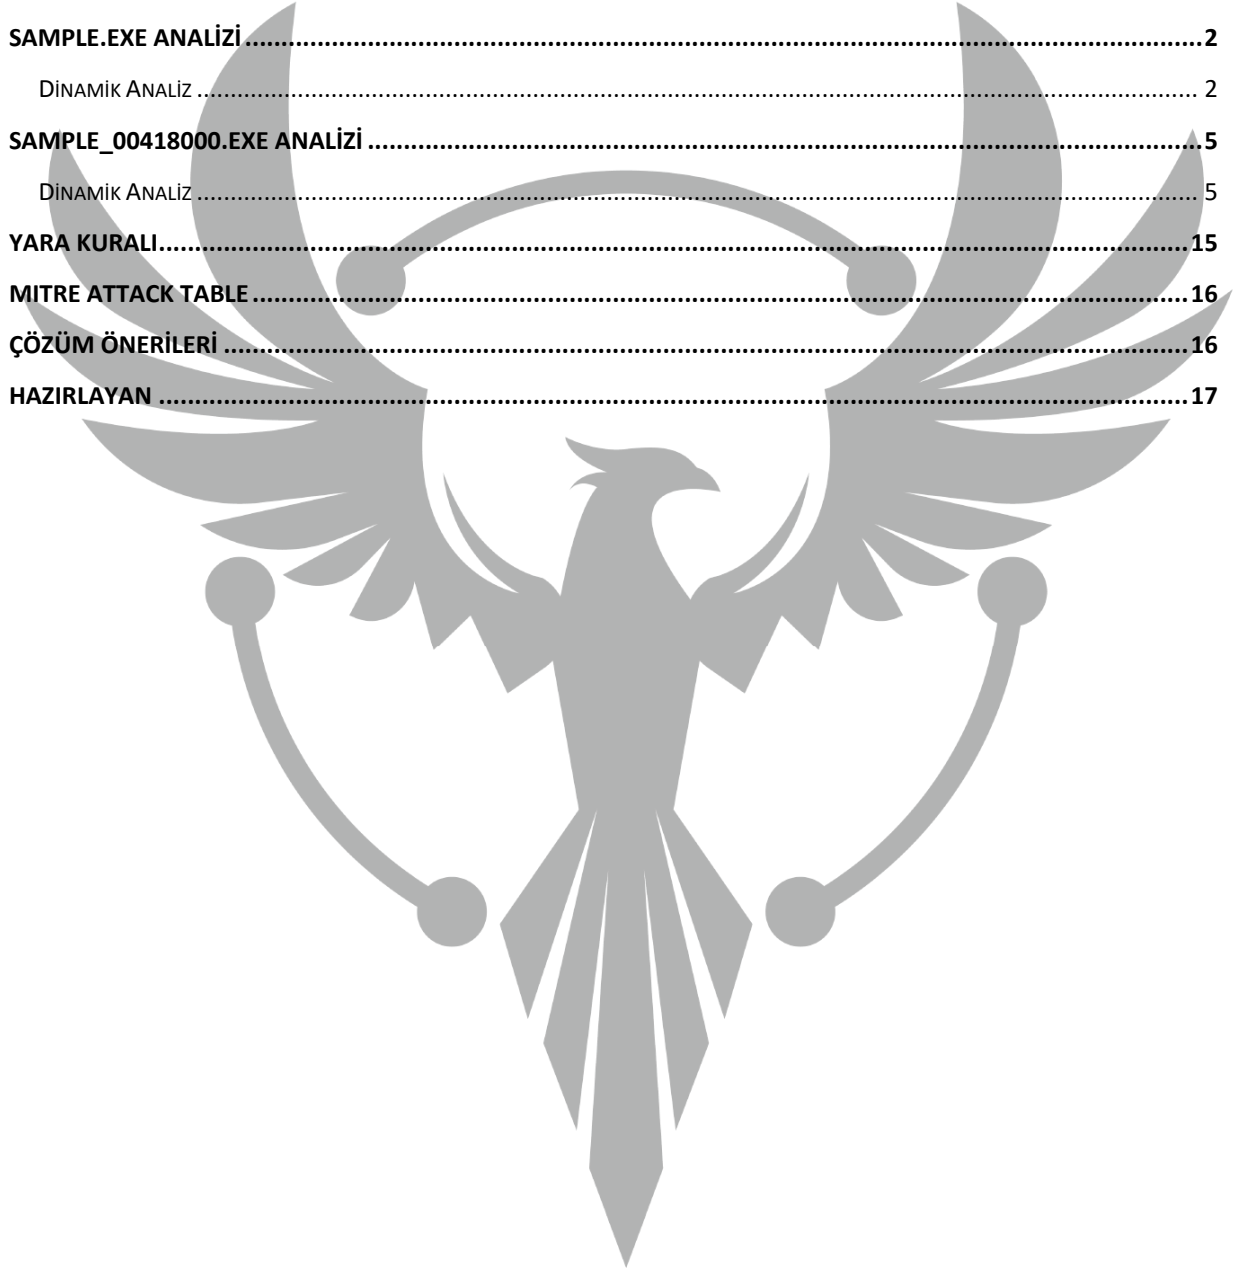 SAMPLE.EXE ANALİZİ 2
Dinamik Analiz 2
SAMPLE_00418000.EXE ANALİZİ 5
Dinamik Analiz 5
YARA KURALI 15
MITRE ATTACK TABLE 16
ÇÖZÜM ÖNERİLERİ 16
HAZIRLAYAN 17